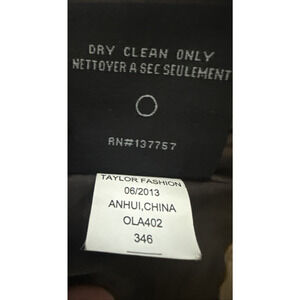 DRY CLEAN ONLY
NETTOYER A SEC SEULEMENT
RN#137757
TAYLOR FASHION
06/2013
ANHUI,CHINA
OLA402
346